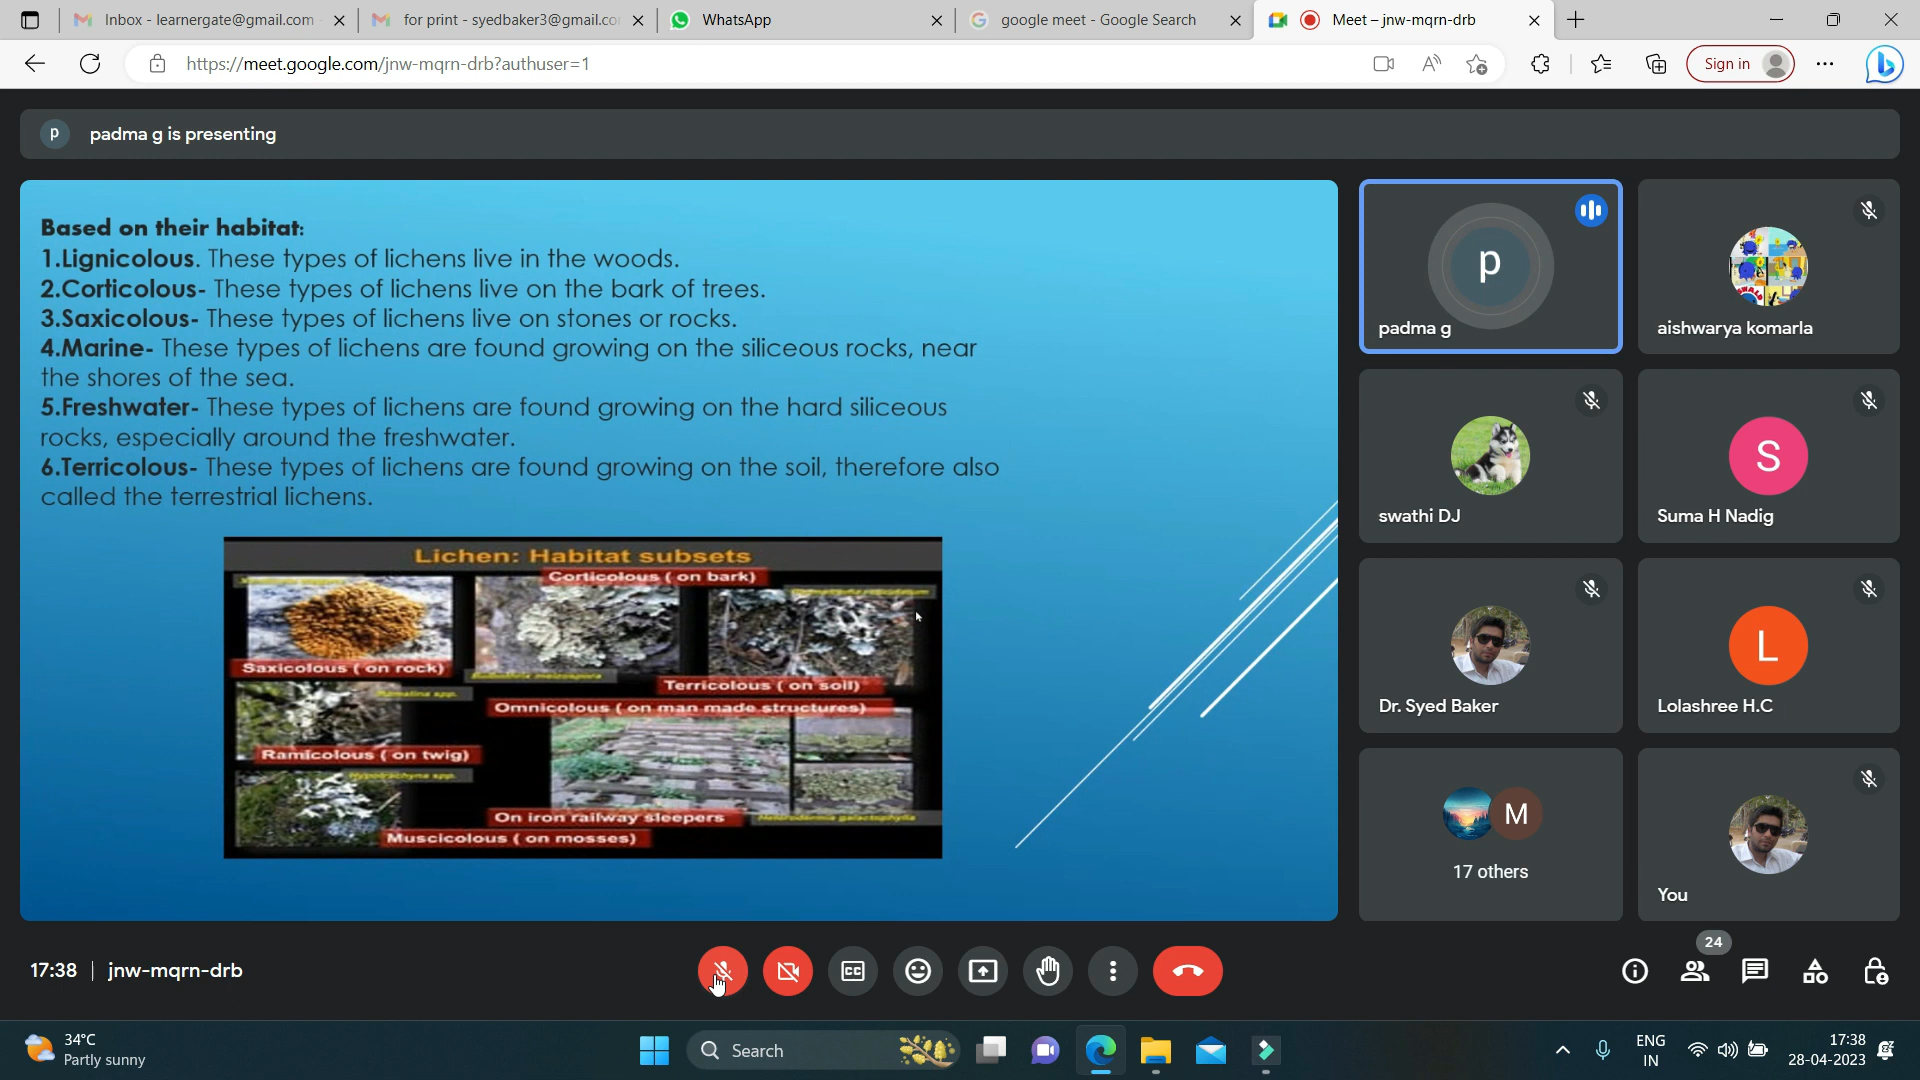 Inbox - learnergate@gmail.com
for print - syedbaker3@gmail.co
WhatsApp
google meet - Google Search
Meet – jnw-mqrn-drb
https://meet.google.com/jnw-mqrn-drb?authuser=1
Sign in
p
padma g is presenting
Based on their habitat:
1.Lignicolous. These types of lichens live in the woods.
2.Corticolous- These types of lichens live on the bark of trees.
3.Saxicolous- These types of lichens live on stones or rocks.
4.Marine- These types of lichens are found growing on the siliceous rocks, near
the shores of the sea.
5.Freshwater- These types of lichens are found growing on the hard siliceous
rocks, especially around the freshwater.
6.Terricolous- These types of lichens are found growing on the soil, therefore also
called the terrestrial lichens.
Lichen: Habitat subsets
Corticolous ( on bark)
Saxicolous ( on rock)
Terricolous ( on soil)
Omnicolous ( on man made structures)
Ramicolous ( on twig)
On iron railway sleepers
Muscicolous ( on mosses)
p
padma g
aishwarya komarla
swathi DJ
S
Suma H Nadig
Dr. Syed Baker
L
Lolashree H.C
M
17 others
You
17:38
jnw-mqrn-drb
CC
24
34°C
Partly sunny
Search
ENG
IN
17:38
28-04-2023